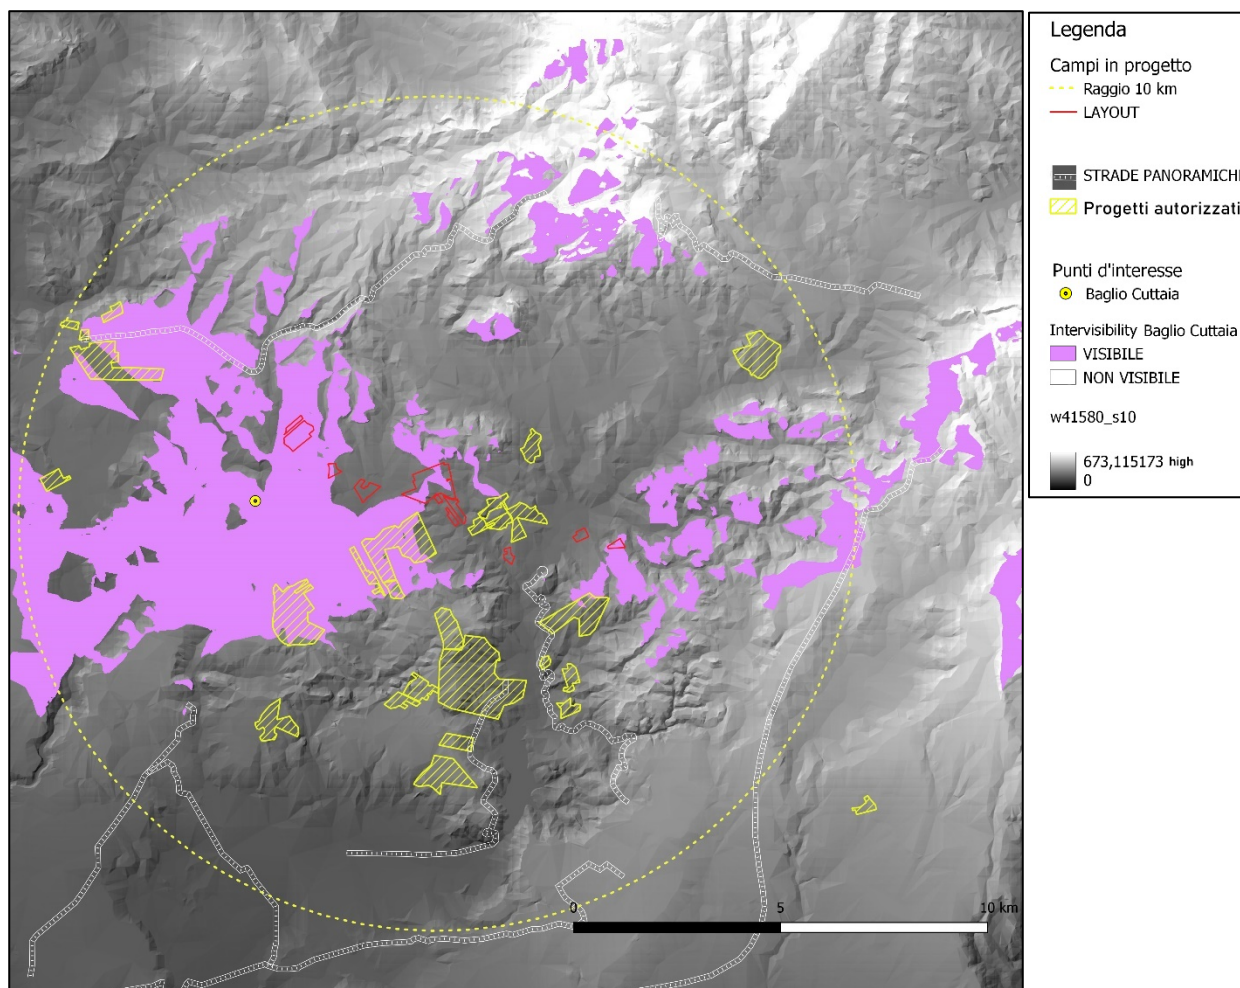 Legenda
Campi in progetto
Raggio 10 km
LAYOUT
STRADE PANORAMICHE
Progetti autorizzati
Punti d'interesse
Baglio Cuttaia
Intervisibility Baglio Cuttaia
VISIBILE
NON VISIBILE
w41580_s10
673,115173 high
0
0 5 10 km